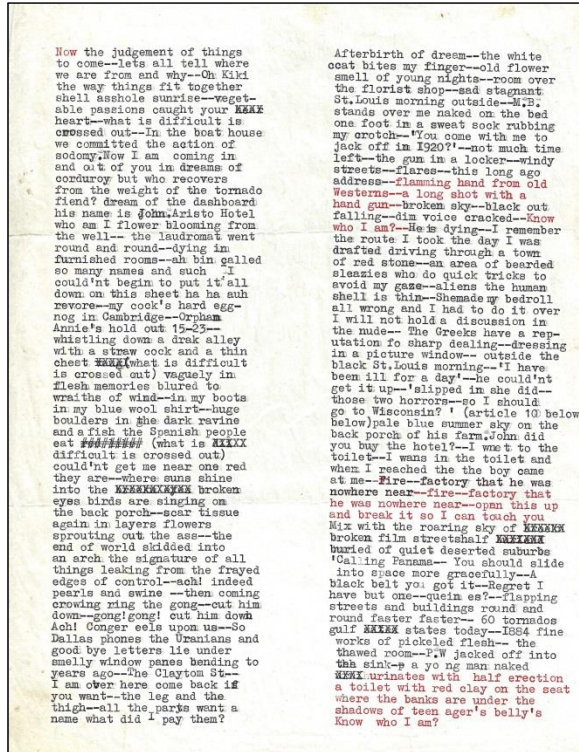 Now the judgement of things
to come--lets all tell where
we are from and why--Oh Kiki
the way things fit together
shell asshole sunrise--veget-
able passions caught your
heart--what is difficult is
crossed out--In the boat house
we committed the action of
sodomy.Now I am coming in
and out of you in dreams of
corduroy but who recovers
from the weight of the tornado
fiend? dream of the dashboard
his name is John.Aristo Hotel
who am I flower blooming from
the well-- the laudromat went
round and round--dying in
furnished rooms--ah bin called
so many names and such I
could'nt begin to put it all
down on this sheet ha ha auh
revore--my cock's hard egg-
nog in Cambridge--Orpham
Annie's hold out 15-23--
whistling down a drak alley
with a straw cock and a thin
chest (what is difficult
is crossed out) vaguely in
flesh memories blured to
wraiths of wind--in my boots
in my blue wool shirt--huge
boulders in the dark ravine
and a fish the Spanish people
eat (what is
difficult is crossed out)
could'nt get me near one red
they are--where suns shine
into the broken
eyes birds are singing on
the back porch--scar tissue
again in layers flowers
sprouting out the ass--the
end of world skidded into
an arch the signature of all
things leaking from the frayed
edges of control--ach! indeed
pearls and swine --then coming
crowing ring the gong--cut him
down--gong!gong! cut him down
Ach! Conger eels upon us--So
Dallas phones the Uranians and
good bye letters lie under
smelly window panes bending to
years ago--The Claytom St--
I am over here come back if
you want--the leg and the
thigh--all the parts want a
name what did I pay them?
Afterbirth of dream--the white
coat bites my finger--old flower
smell of young nights--room over
the florist shop--sad stagnant
St.Louis morning outside--M.B.
stands over me naked on the bed
one foot in a sweat sock rubbing
my crotch--'You come with me to
jack off in I920?'--not much time
left--the gun in a locker--windy
streets--flares--this long ago
address--flamming hand from old
Westerns--a long shot with a
hand gun--broken sky--black out
falling--dim voice cracked--Know
who I am?--He is dying--I remember
the route I took the day I was
drafted driving through a town
of red stone--an area of bearded
sleazies who do quick tricks to
avoid my gaze--aliens the human
shell is thin--Shemade my bedroll
all wrong and I had to do it over
I will not hold a discussion in
the nude-- The Greeks have a rep-
utation fo sharp dealing--dressing
in a picture window-- outside the
black St.Louis morning--'I have
been ill for a day'--he could'nt
get it up--'slipped in she did--
those two horrors--so I should
go to Wisconsin? ' (article 10 below
below)pale blue summer sky on the
back porch of his farm.John did
you buy the hotel?--I wnet to the
toilet--I wans in the toilet and
when I reached the the boy came
at me--Fire--factory that he was
nowhere near--fire--factory that
he was nowhere near--open this up
and break it so I can touch you
Mix with the roaring sky of
broken film streetshalf
buried of quiet deserted suburbs
'Calling Panama-- You should slide
into space more gracefully--A
black belt you got it--Regret I
have but one--quein es?--flapping
streets and buildings round and
round faster faster-- 60 tornados
gulf states today--I884 fine
works of pickeled flesh-- the
thawed room--P.W jacked off into
the sink- a yo ng man naked
urinates with half erection
a toilet with red clay on the seat
where the banks are under the
shadows of teen ager's belly's
Know who I am?